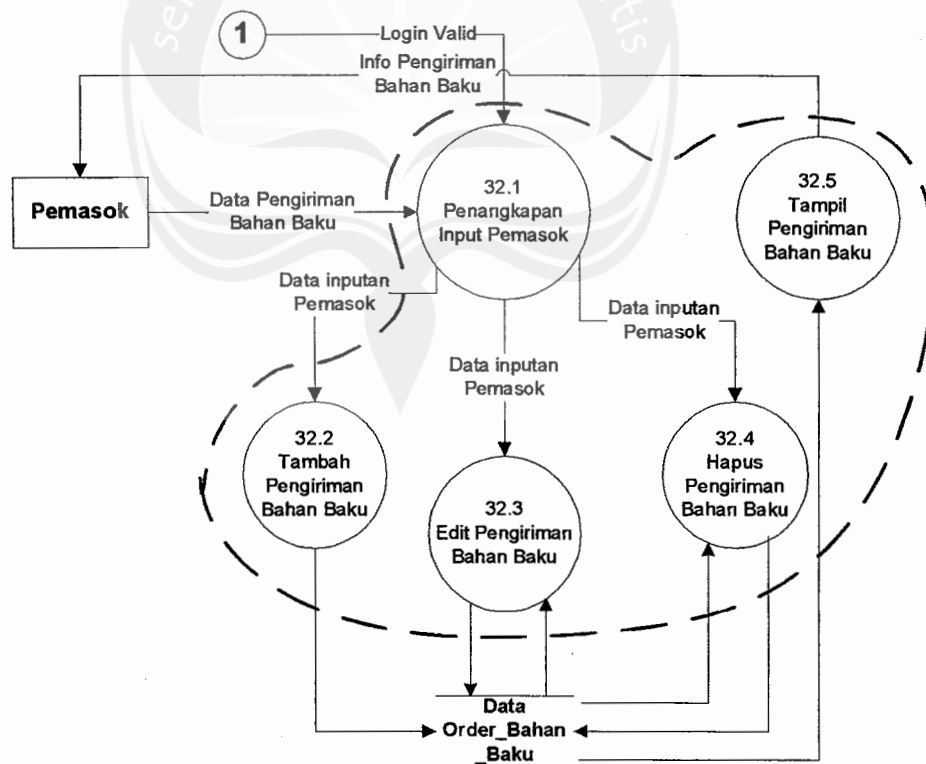 1
Login Valid
Info Pengiriman
Bahan Baku
Pemasok
Data Pengiriman
Bahan Baku
32.1
Penangkapan
Input Pemasok
32.5
Tampil
Pengiriman
Bahan Baku
Data inputan
Pemasok
Data inputan
Pemasok
Data inputan
Pemasok
32.2
Tambah
Pengiriman
Bahan Baku
32.3
Edit Pengiriman
Bahan Baku
32.4
Hapus
Pengiriman
Bahan Baku
Data
Order_Bahan
_Baku